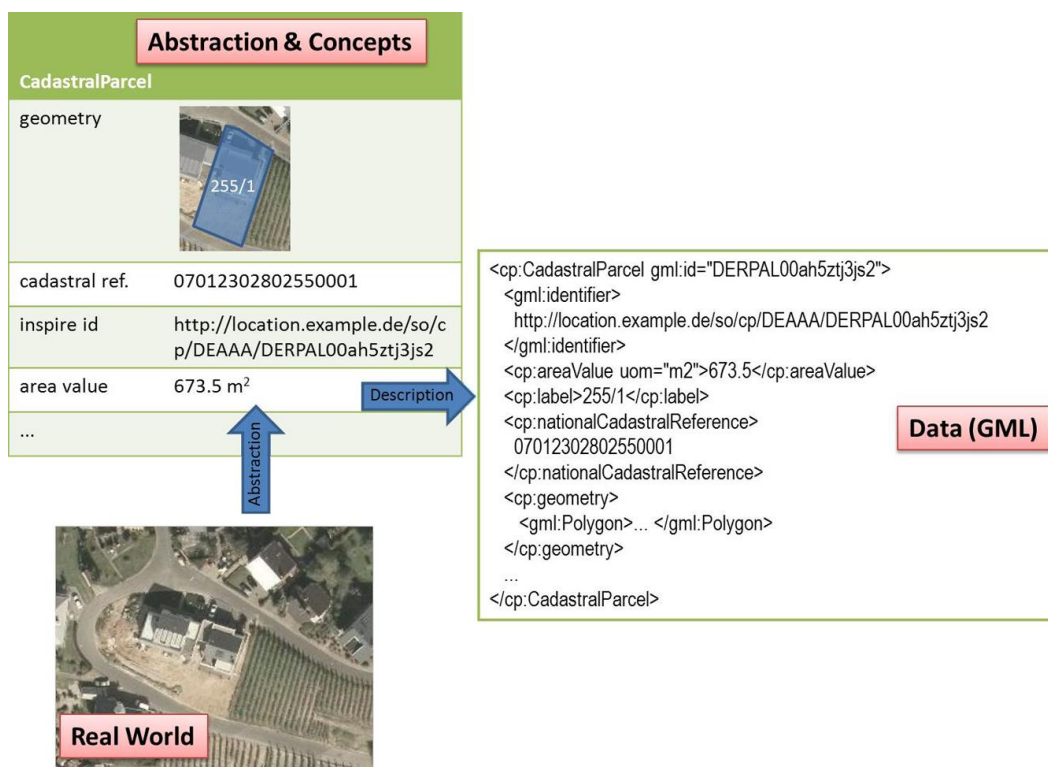 Abstraction & Concepts
CadastralParcel
geometry
255/1
cadastral ref. 07012302802550001
inspire id http://location.example.de/so/c
p/DEAAA/DERPAL00ah5ztj3js2
area value 673.5 m²
...
Description
Abstraction
Real World
<cp:CadastralParcel gml:id="DERPAL00ah5ztj3js2">
<gml:identifier>
http://location.example.de/so/cp/DEAAA/DERPAL00ah5ztj3js2
</gml:identifier>
<cp:areaValue uom="m2">673.5</cp:areaValue>
<cp:label>255/1</cp:label>
<cp:nationalCadastralReference>
07012302802550001
</cp:nationalCadastralReference>
<cp:geometry>
<gml:Polygon>... </gml:Polygon>
</cp:geometry>
...
</cp:CadastralParcel>
Data (GML)